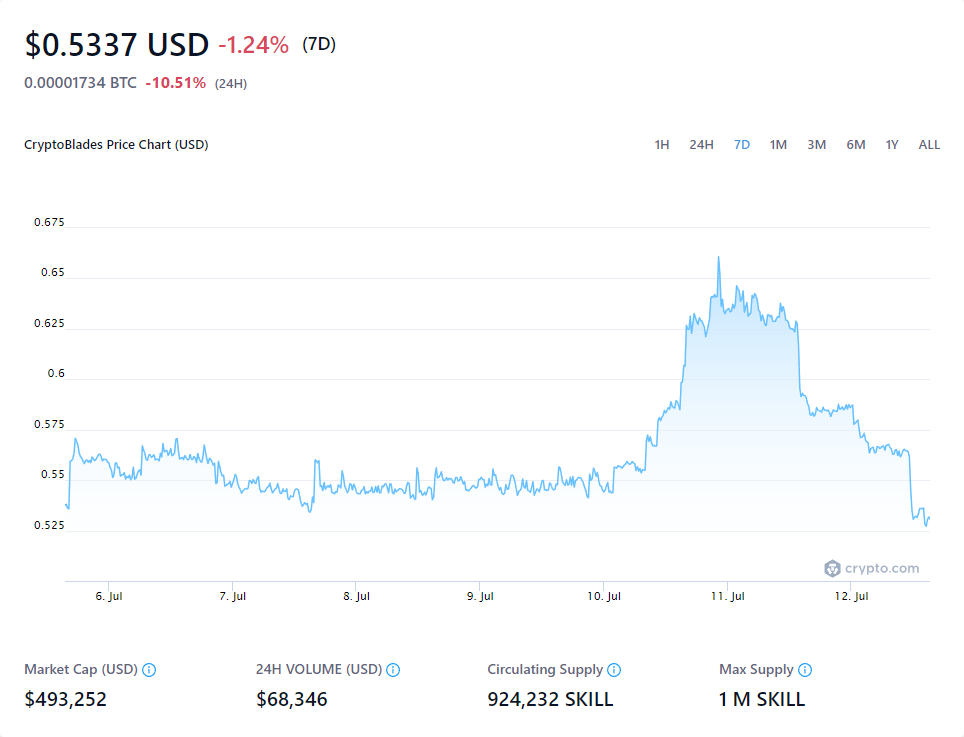 $0.5337 USD -1.24% (7D)
0.00001734 BTC -10.51% (24H)
CryptoBlades Price Chart (USD) 1H 24H 7D 1M 3M 6M 1Y ALL
0.675
0.65
0.625
0.6
0.575
0.55
0.525
crypto.com
6. Jul 7. Jul 8. Jul 9. Jul 10. Jul 11. Jul 12. Jul
Market Cap (USD) 24H VOLUME (USD) Circulating Supply Max Supply
$493,252 $68,346 924,232 SKILL 1 M SKILL